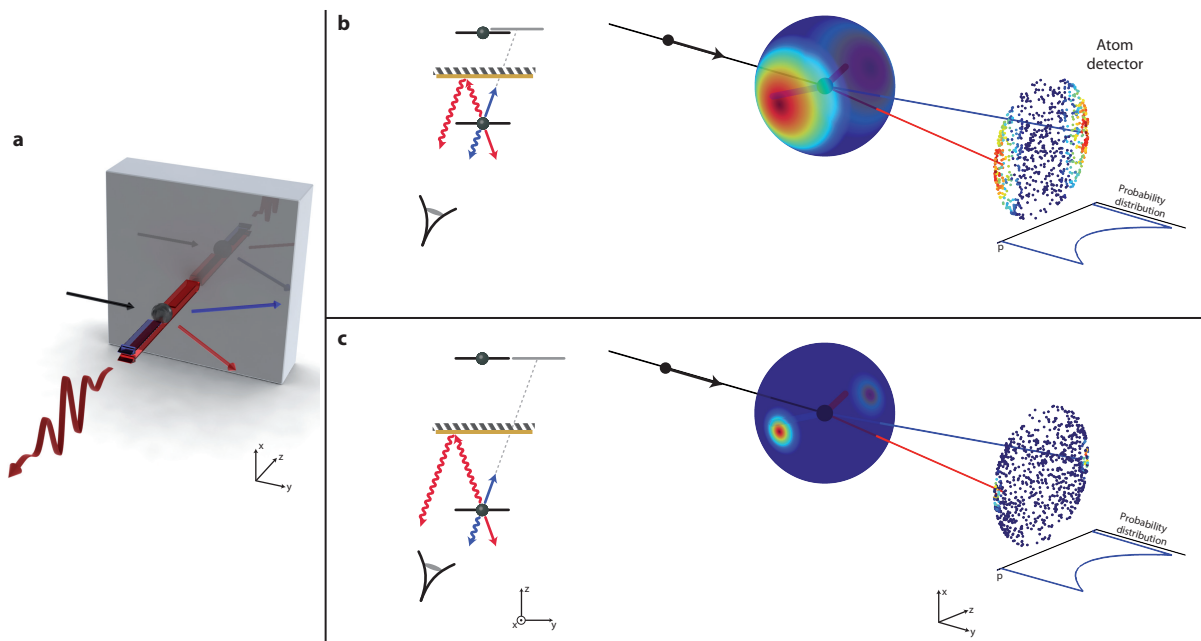 a
x
z
y
b
Atom
detector
Probability
distribution
p
c
z
x
y
Probability
distribution
p
x
z
y